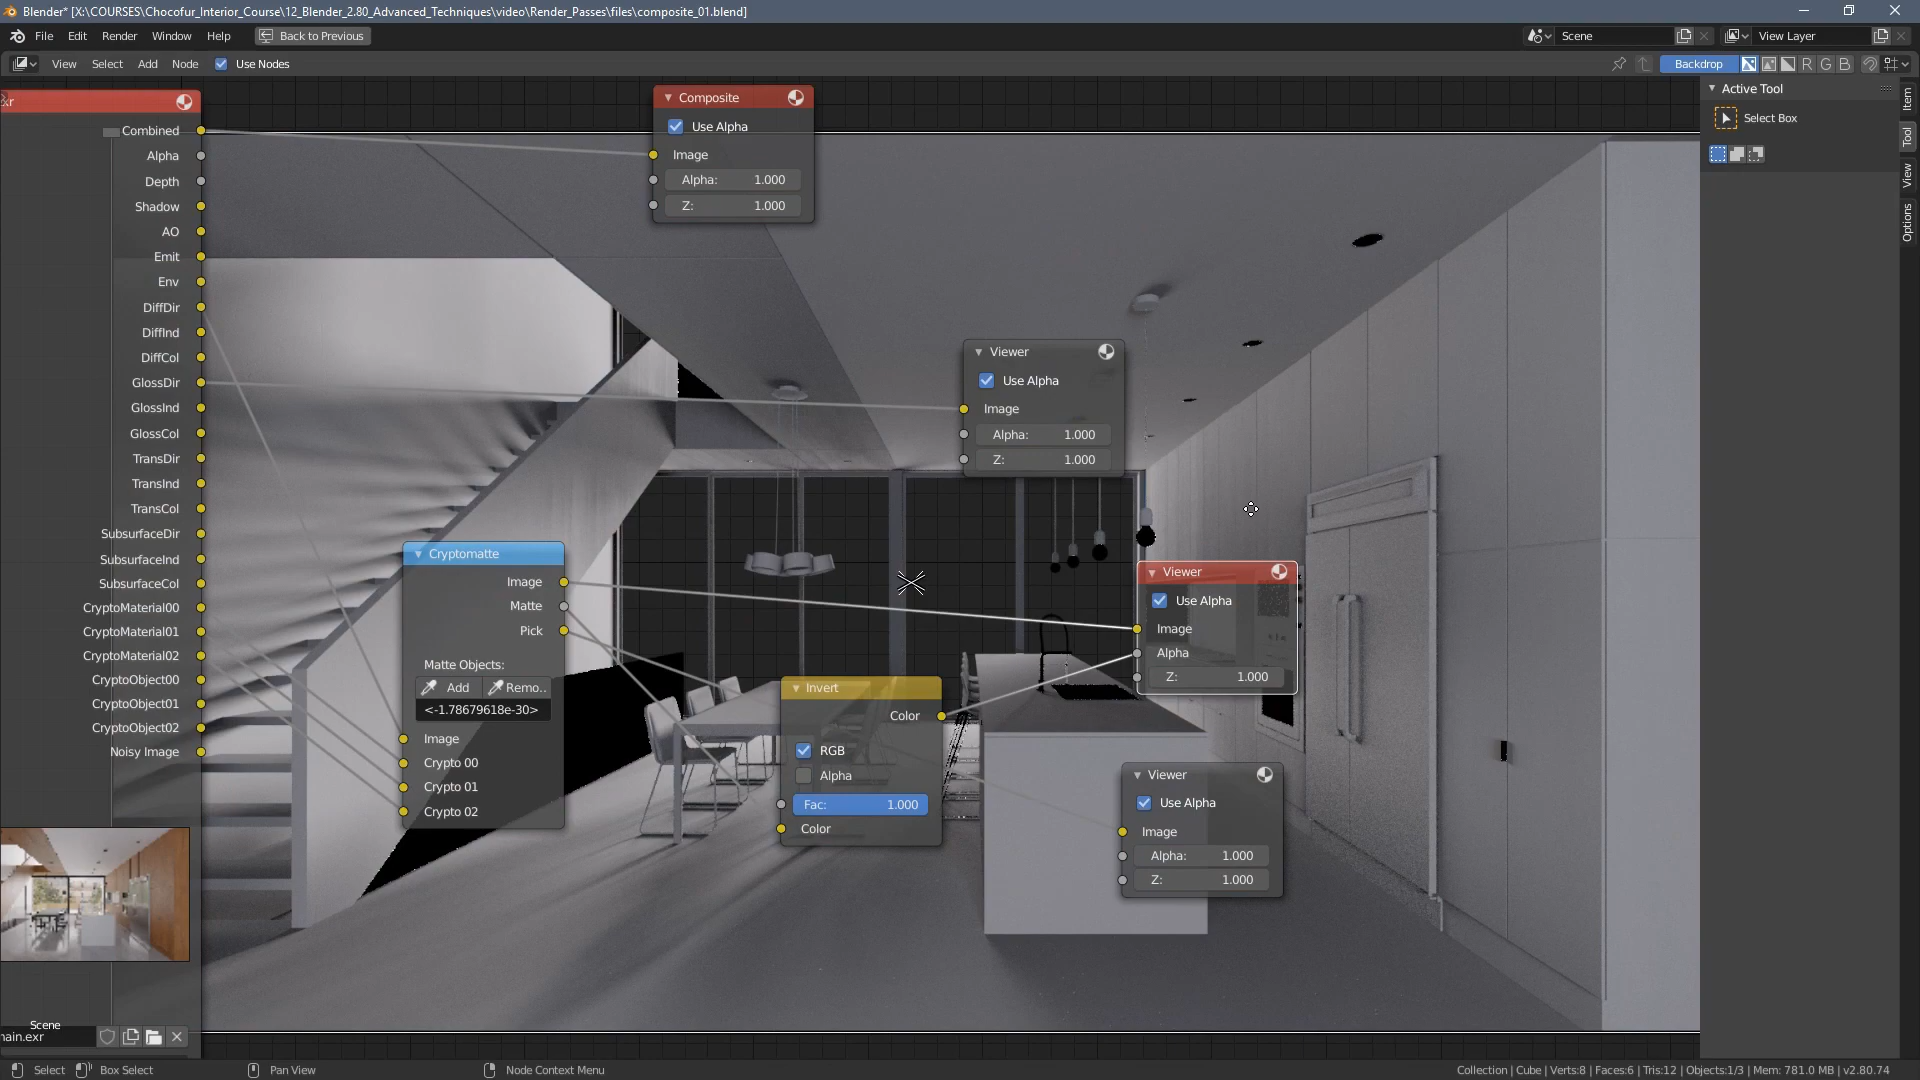 Blender* [X:\COURSES\Chocofur_Interior_Course\12_Blender_2.80_Advanced_Techniques\video\Render_Passes\files\composite_01.blend]
File Edit Render Window Help Back to Previous Scene View Layer
View Select Add Node Use Nodes Backdrop R G B
xr
Combined
Alpha
Depth
Shadow
AO
Emit
Env
DiffDir
DiffInd
DiffCol
GlossDir
GlossInd
GlossCol
TransDir
TransInd
TransCol
SubsurfaceDir
SubsurfaceInd
SubsurfaceCol
CryptoMaterial00
CryptoMaterial01
CryptoMaterial02
CryptoObject00
CryptoObject01
CryptoObject02
Noisy Image
Scene
nain.exr
Composite
Use Alpha
Image
Alpha: 1.000
Z: 1.000
Viewer
Use Alpha
Image
Alpha: 1.000
Z: 1.000
Cryptomatte
Image
Matte
Pick
Matte Objects:
Add Remo..
<-1.78679618e-30>
Image
Crypto 00
Crypto 01
Crypto 02
Invert
Color
RGB
Alpha
Fac: 1.000
Color
Viewer
Use Alpha
Image
Alpha
Z: 1.000
Viewer
Use Alpha
Image
Alpha: 1.000
Z: 1.000
Active Tool
Select Box
Item
Tool
View
Options
Select Box Select Pan View Node Context Menu Collection | Cube | Verts:8 | Faces:6 | Tris:12 | Objects:1/3 | Mem: 781.0 MB | v2.80.74